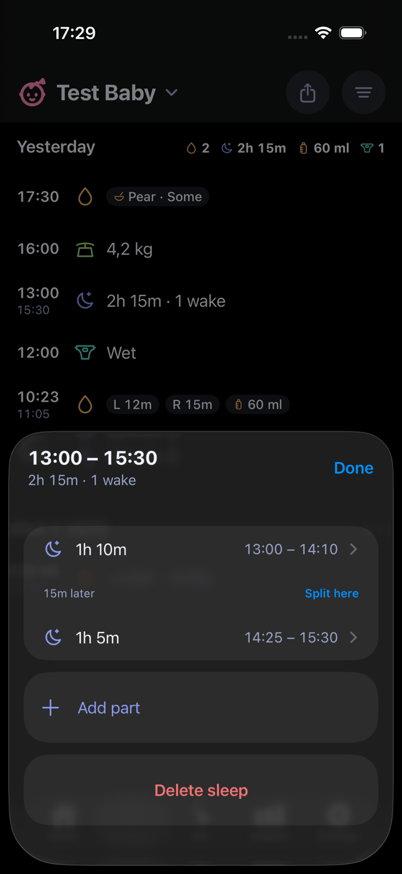 17:29
Test Baby
Yesterday 2 2h 15m 60 ml 1
17:30 Pear · Some
16:00 4,2 kg
13:00
15:30
2h 15m · 1 wake
12:00 Wet
10:23
11:05
L 12m R 15m 60 ml
13:00 – 15:30
2h 15m · 1 wake
Done
1h 10m 13:00 – 14:10
15m later Split here
1h 5m 14:25 – 15:30
Add part
Delete sleep